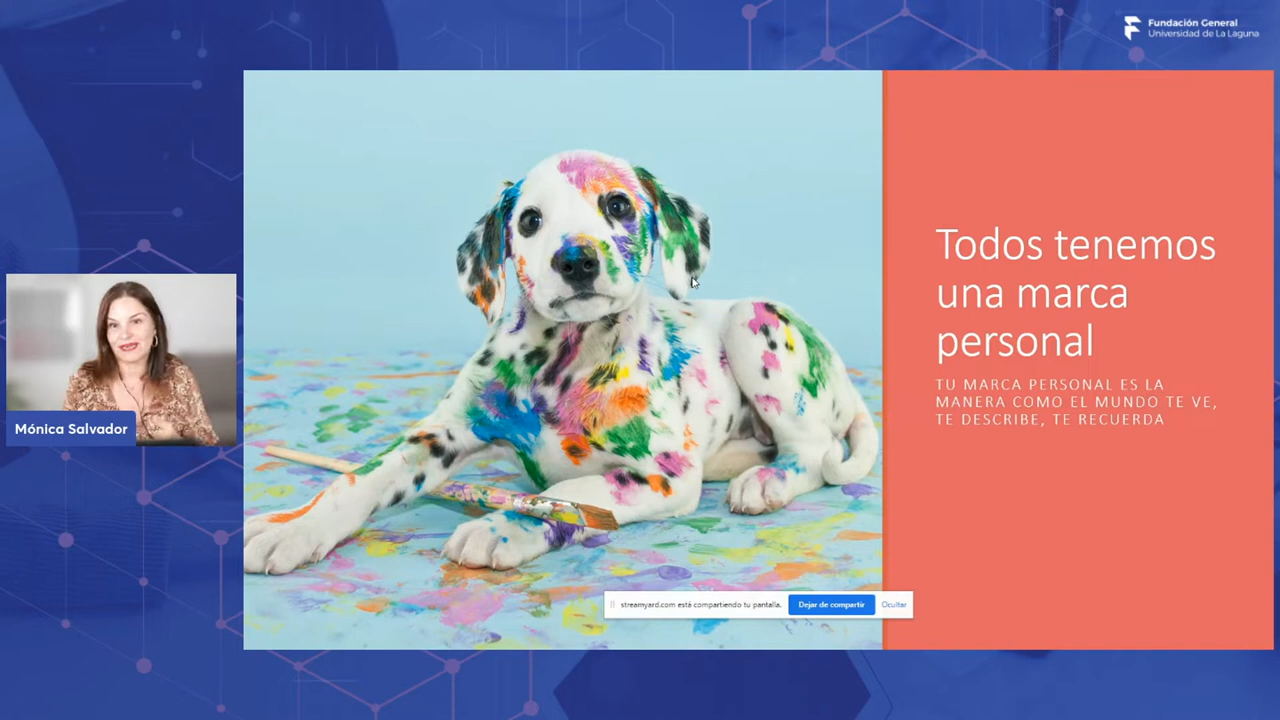 Fundación General
Universidad de La Laguna
Todos tenemos
una marca
personal
TU MARCA PERSONAL ES LA
MANERA COMO EL MUNDO TE VE,
TE DESCRIBE, TE RECUERDA
Mónica Salvador
streamyard.com está compartiendo tu pantalla.
Dejar de compartir
Ocultar